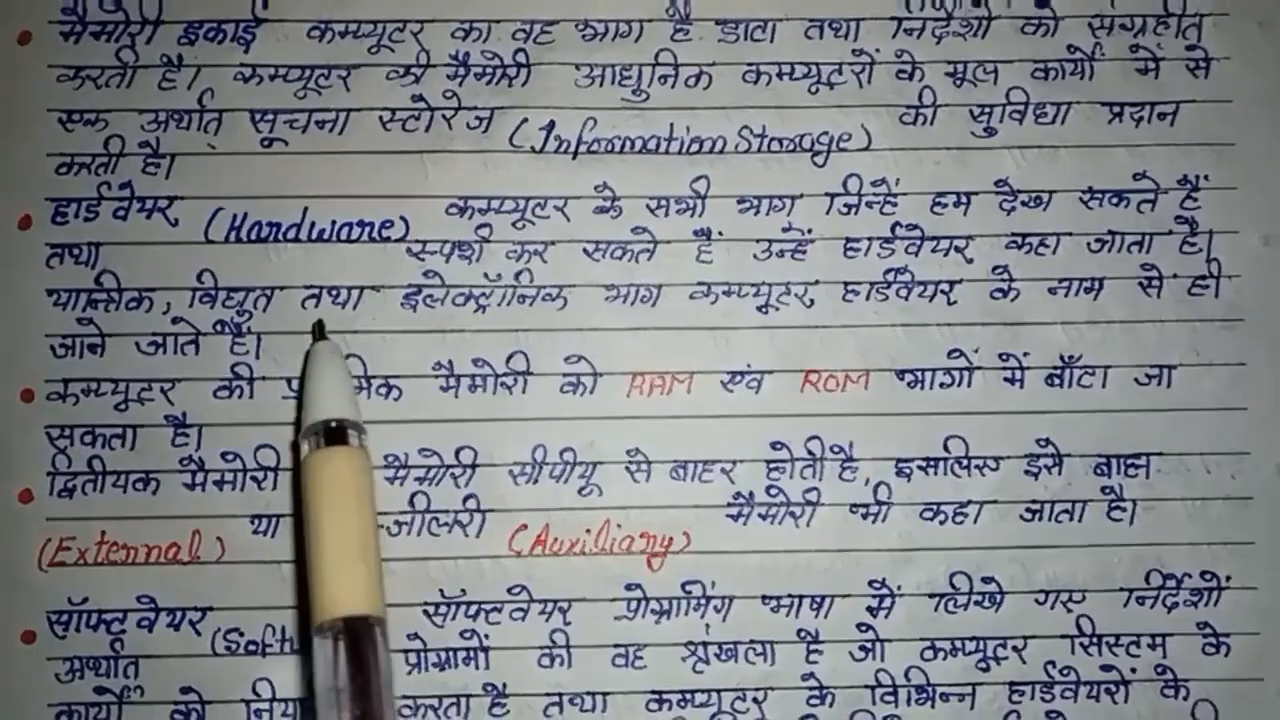 मैमोरी इकाई कम्प्यूटर का वह भाग है डाटा तथा निर्देशो को संग्रहीत
करती है। कम्प्यूटर की मैमोरी आधुनिक कम्प्यूटरों के मूल कार्यों में से
एक अर्थात् सूचना स्टोरेज (Information Storage) की सुविधा प्रदान
करती है।
हार्डवेयर (Hardware) कम्प्यूटर के सभी भाग जिन्हें हम देख सकते हैं
तथा स्पर्श कर सकते हैं उन्हें हार्डवेयर कहा जाता है।
यान्त्रिक, विद्युत तथा इलेक्ट्रॉनिक भाग कम्प्यूटर हार्डवेयर के नाम से ही
जाने जाते हैं।
कम्प्यूटर की मैमोरी को RAM एवं ROM भागों में बाँटा जा
सकता है।
द्वितीयक मैमोरी मैमोरी सीपीयू से बाहर होती है, इसलिए इसे बाह्य
(External) या जीलरी (Auxiliary) मैमोरी भी कहा जाता है।
सॉफ्टवेयर सॉफ्टवेयर प्रोग्रामिंग भाषा में लिखे गए निर्देशों
अर्थात प्रोग्रामों की वह श्रृंखला है जो कम्प्यूटर सिस्टम के
कार्यों को करता है तथा कम्प्यूटर के विभिन्न हार्डवेयरों के